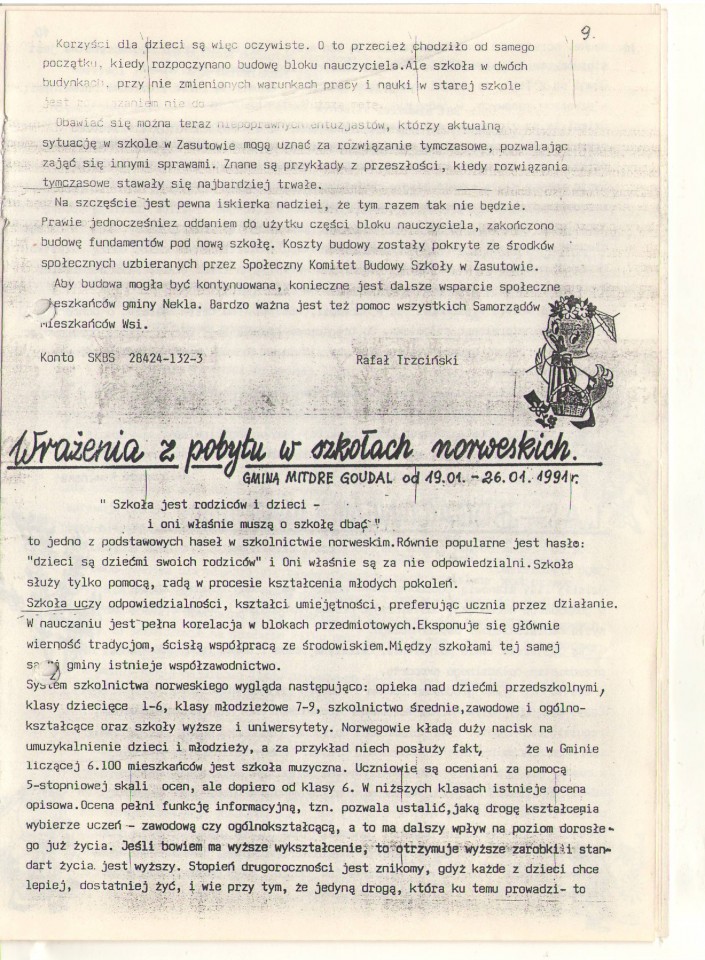 9.
Korzyści dla dzieci są więc oczywiste. O to przecież chodziło od samego
początku, kiedy rozpoczynano budowę bloku nauczyciela.Ale szkoła w dwóch
budynkach, przy nie zmienionych warunkach pracy i nauki w starej szkole
jest
Obawiać się można teraz niepoprawnych entuzjastów, którzy aktualną
sytuację w szkole w Zasutowie mogą uznać za rozwiązanie tymczasowe, pozwalając
zająć się innymi sprawami. Znane są przykłady z przeszłości, kiedy rozwiązania
tymczasowe stawały się najbardziej trwałe.
Na szczęście jest pewna iskierka nadziei, że tym razem tak nie będzie.
Prawie jednocześniez oddaniem do użytku części bloku nauczyciela, zakończono
budowę fundamentów pod nową szkołę. Koszty budowy zostały pokryte ze środków
społecznych uzbieranych przez Społeczny Komitet Budowy Szkoły w Zasutowie.
Aby budowa mogła być kontynuowana, konieczne jest dalsze wsparcie społeczne
mieszkańców gminy Nekla. Bardzo ważna jest też pomoc wszystkich Samorządów
Mieszkańców Wsi.
Konto SKBS 28424-132-3 Rafał Trzciński
Wrażenia z pobytu w szkołach norweskich.
GMINA MITDRE GOUDAL od 19.01. - 26.01. 1991 r.
" Szkoła jest rodziców i dzieci -
i oni właśnie muszą o szkołę dbać "
to jedno z podstawowych haseł w szkolnictwie norweskim.Równie popularne jest hasło:
"dzieci są dziećmi swoich rodziców" i Oni właśnie są za nie odpowiedzialni.Szkoła
służy tylko pomocą, radą w procesie kształcenia młodych pokoleń.
Szkoła uczy odpowiedzialności, kształci umiejętności, preferując ucznia przez działanie.
W nauczaniu jest pełna korelacja w blokach przedmiotowych.Eksponuje się głównie
wierność tradycjom, ścisłą współpracą ze środowiskiem.Między szkołami tej samej
gminy istnieje współzawodnictwo.
System szkolnictwa norweskiego wygląda następująco: opieka nad dziećmi przedszkolnymi,
klasy dziecięce 1-6, klasy młodzieżowe 7-9, szkolnictwo średnie,zawodowe i ogólno-
kształcące oraz szkoły wyższe i uniwersytety. Norwegowie kładą duży nacisk na
umuzykalnienie dzieci i młodzieży, a za przykład niech posłuży fakt, że w Gminie
liczącej 6.100 mieszkańców jest szkoła muzyczna. Uczniowie są oceniani za pomocą
5-stopniowej skali ocen, ale dopiero od klasy 6. W niższych klasach istnieje ocena
opisowa.Ocena pełni funkcję informacyjną, tzn. pozwala ustalić,jaką drogę kształcenia
wybierze uczeń - zawodową czy ogólnokształcącą, a to ma dalszy wpływ na poziom dorosłe-
go już życia. Jeśli bowiem ma wyższe wykształcenie, to otrzymuje wyższe zarobki i stan-
dart życia jest wyższy. Stopień drugoroczności jest znikomy, gdyż każde z dzieci chce
lepiej, dostatniej żyć, i wie przy tym, że jedyną drogą, która ku temu prowadzi- to